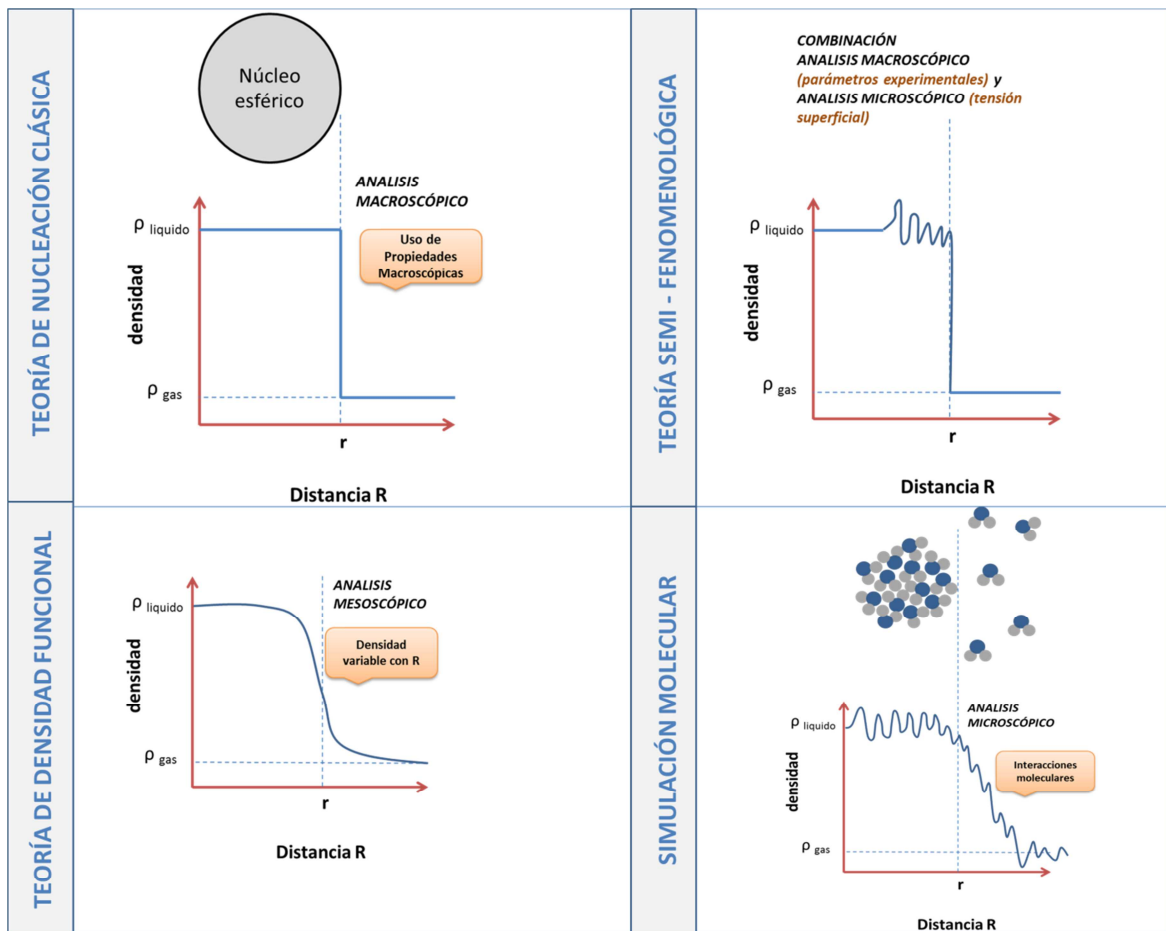 TEORÍA DE NUCLEACIÓN CLÁSICA
Núcleo
esférico
ANALISIS
MACROSCÓPICO
Uso de
Propiedades
Macroscópicas
ρ liquido
densidad
ρ gas
r
Distancia R
TEORÍA SEMI - FENOMENOLÓGICA
COMBINACIÓN
ANALISIS MACROSCÓPICO
(parámetros experimentales) y
ANALISIS MICROSCÓPICO (tensión
superficial)
ρ liquido
densidad
ρ gas
r
Distancia R
TEORÍA DE DENSIDAD FUNCIONAL
ANALISIS
MESOSCÓPICO
Densidad
variable con R
ρ liquido
densidad
ρ gas
r
Distancia R
SIMULACIÓN MOLECULAR
ANALISIS
MICROSCÓPICO
Interacciones
moleculares
ρ liquido
densidad
ρ gas
r
Distancia R